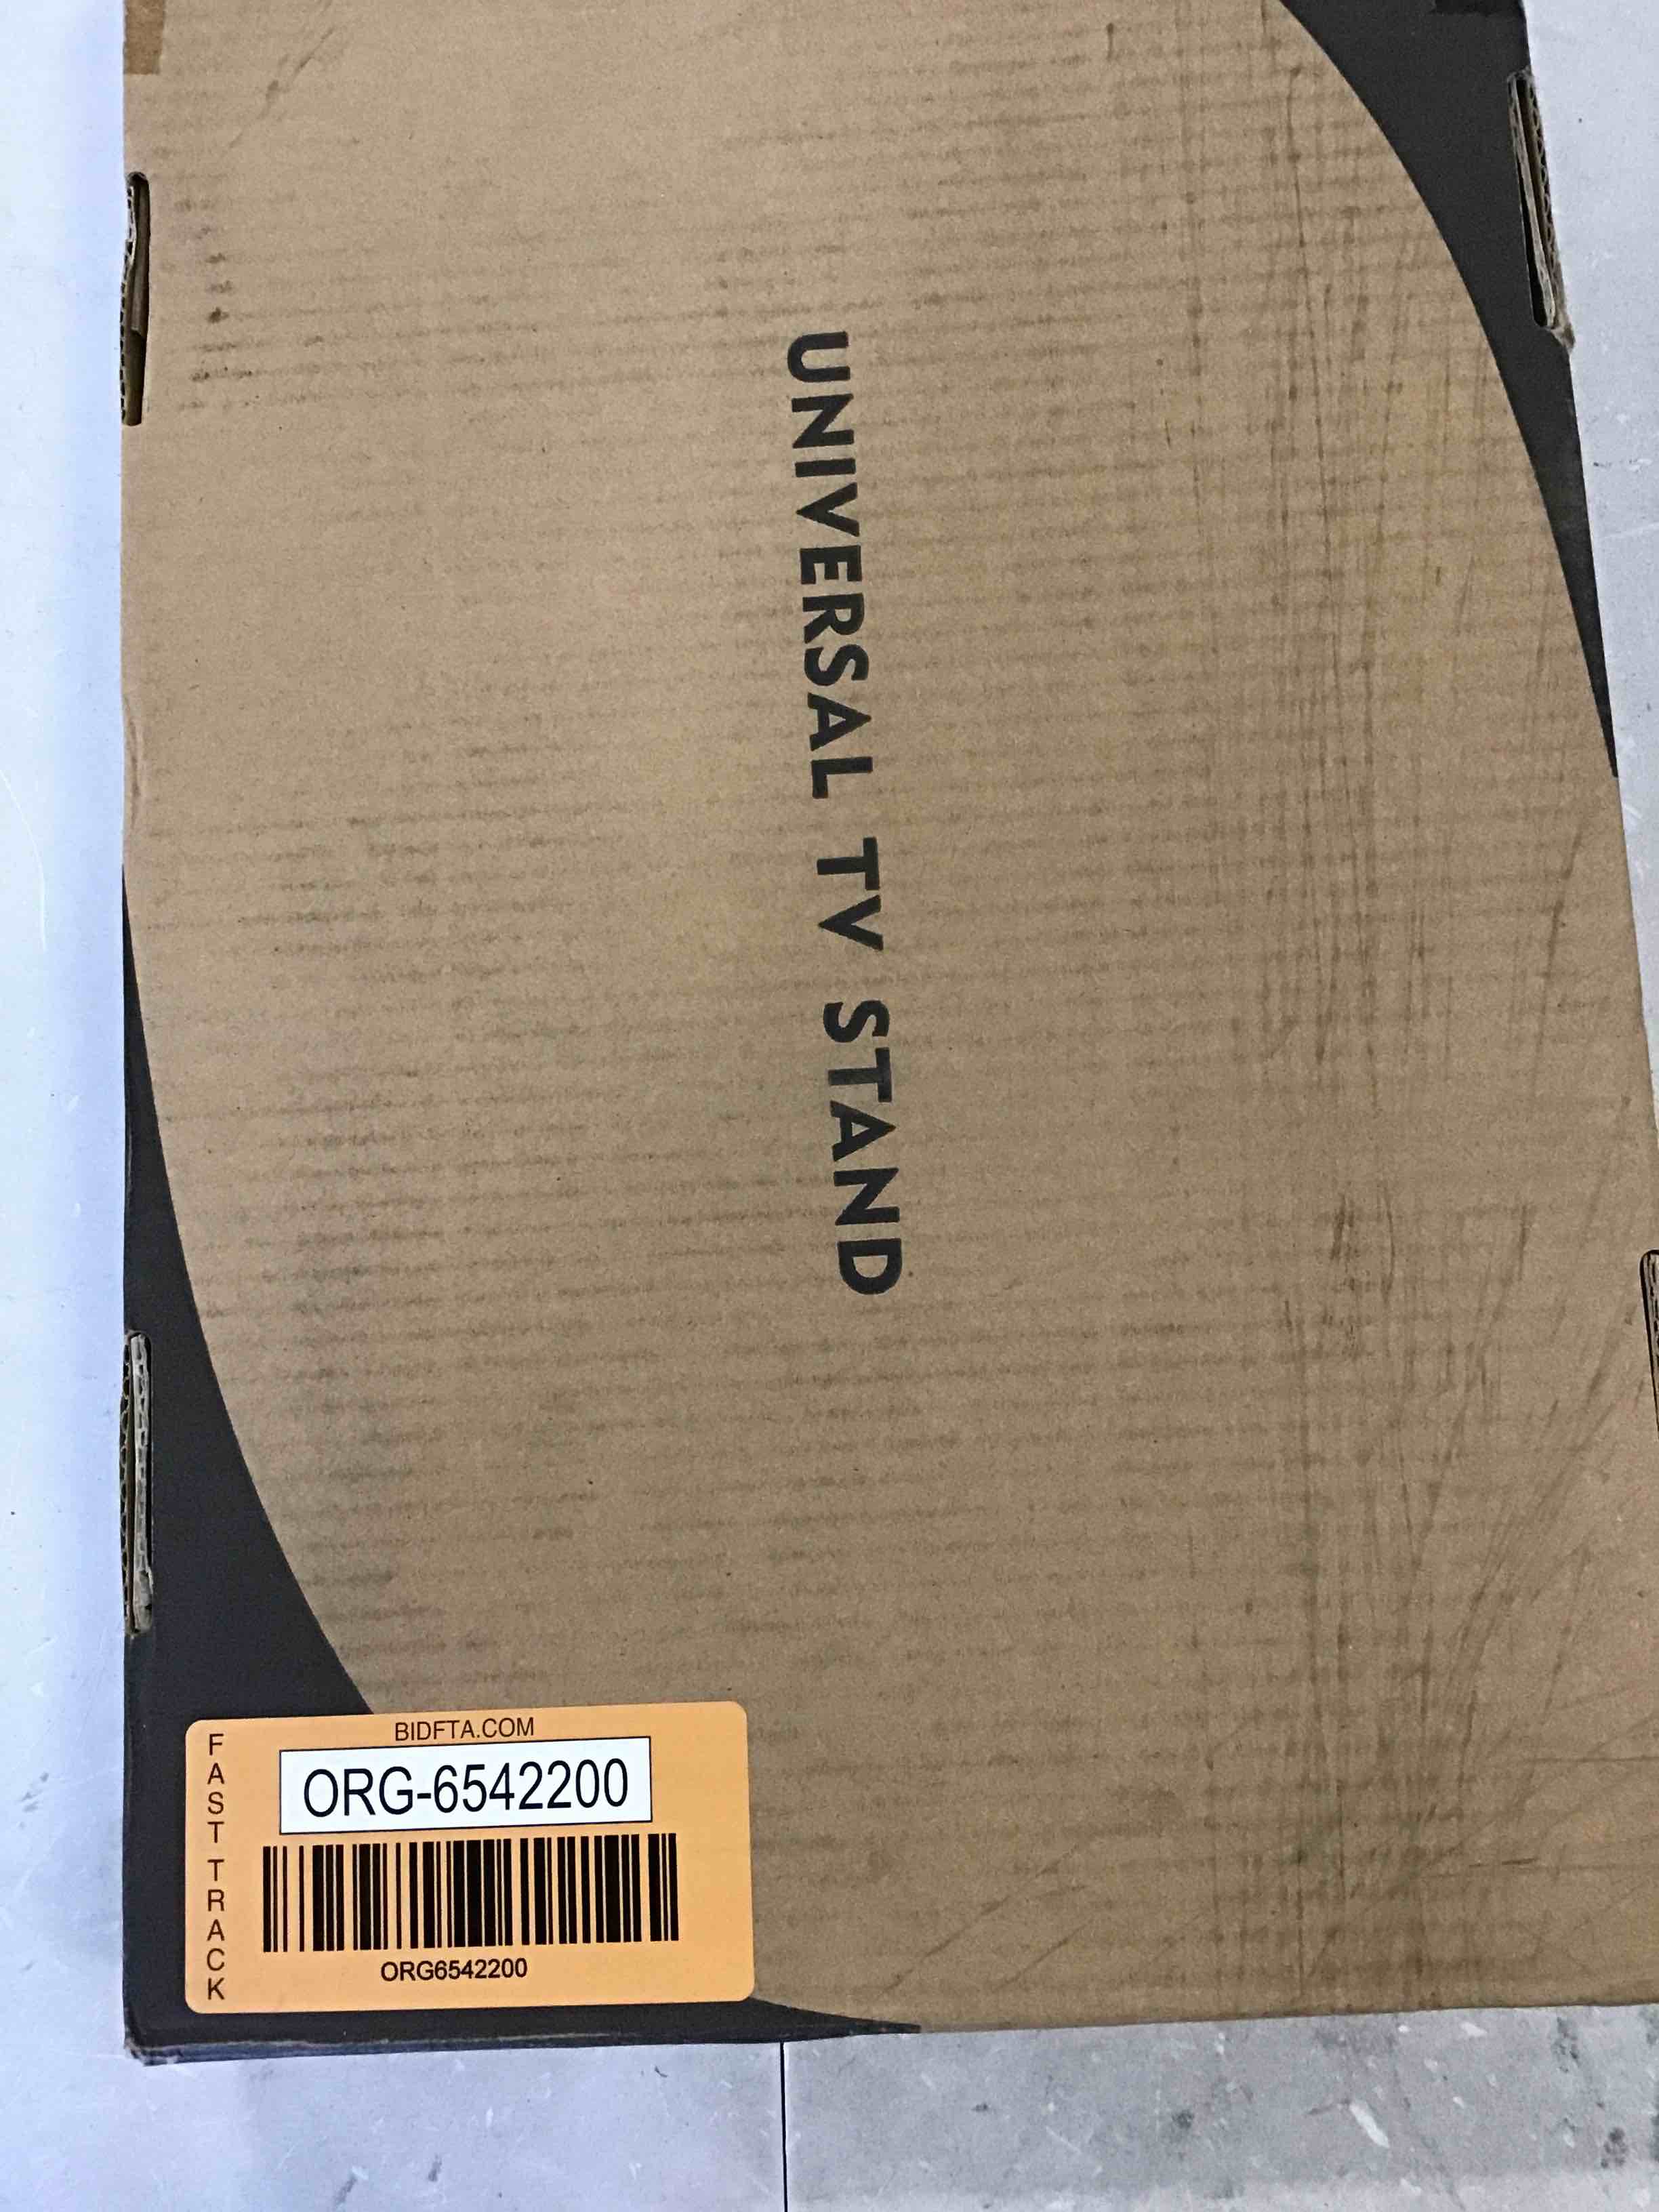 UNIVERSAL TV STAND
BIDFTA.COM
FAST TRACK
ORG-6542200
ORG6542200